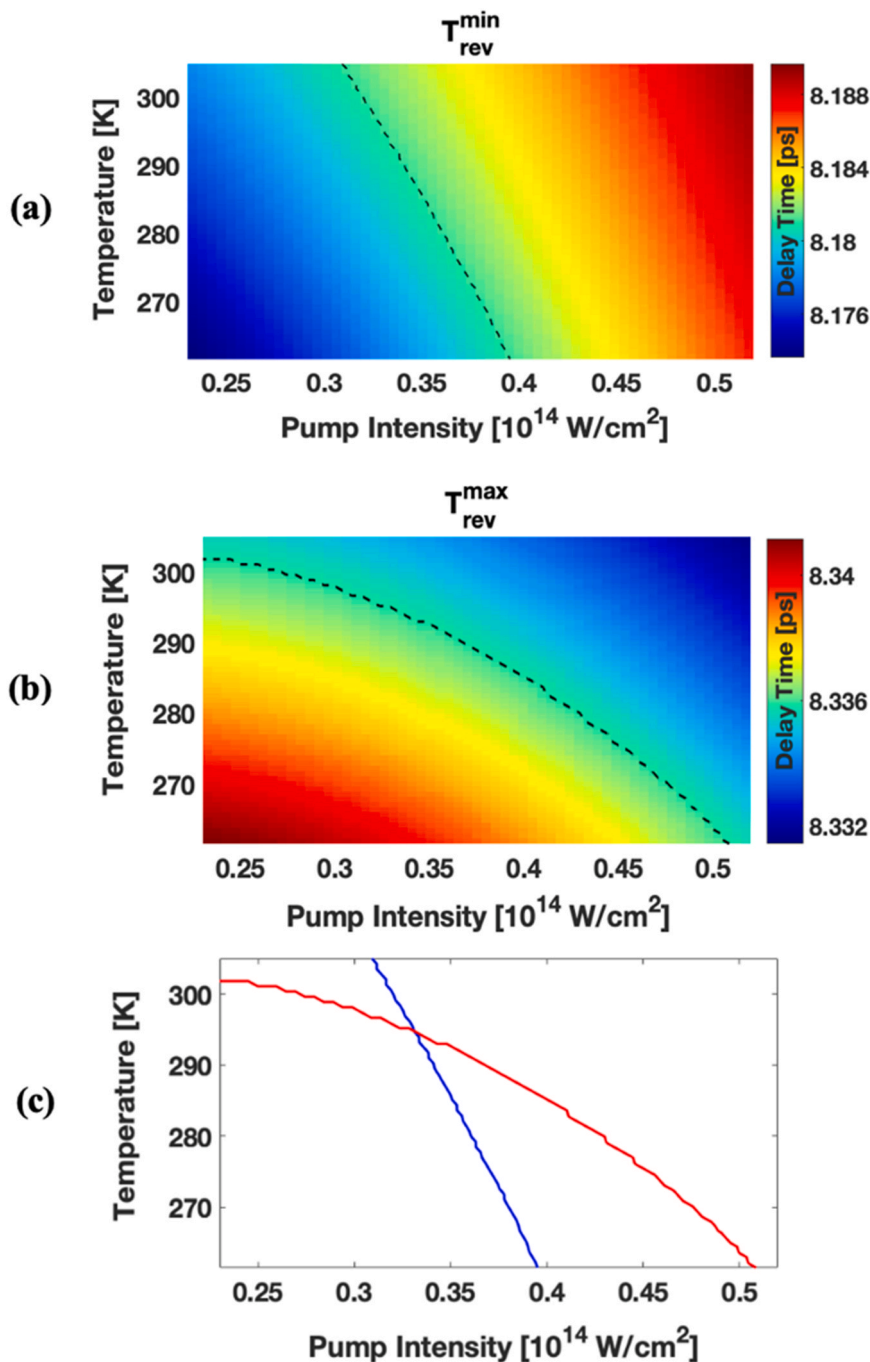 T_rev^min
(a)
Temperature [K]
300
290
280
270
0.25 0.3 0.35 0.4 0.45 0.5
Pump Intensity [10^14 W/cm^2]
Delay Time [ps]
8.188
8.184
8.18
8.176
T_rev^max
(b)
Temperature [K]
300
290
280
270
0.25 0.3 0.35 0.4 0.45 0.5
Pump Intensity [10^14 W/cm^2]
Delay Time [ps]
8.34
8.336
8.332
(c)
Temperature [K]
300
290
280
270
0.25 0.3 0.35 0.4 0.45 0.5
Pump Intensity [10^14 W/cm^2]